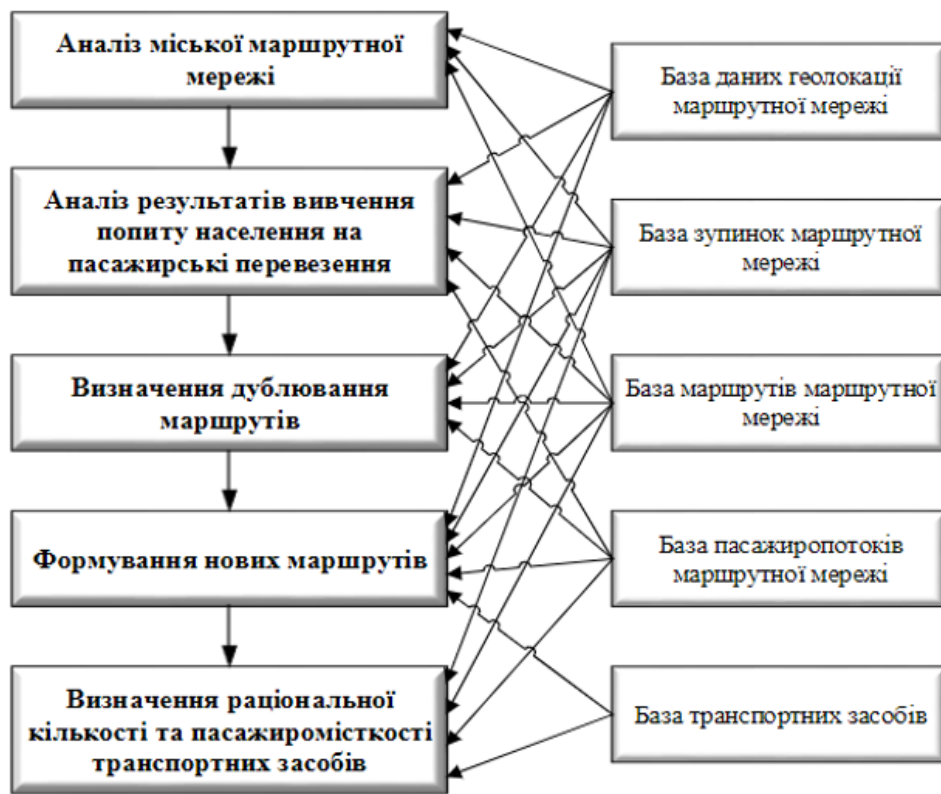 Аналіз міської маршрутної
мережі
Аналіз результатів вивчення
попиту населення на
пасажирські перевезення
Визначення дублювання
маршрутів
Формування нових маршрутів
Визначення раціональної
кількості та пасажиромісткості
транспортних засобів
База даних геолокації
маршрутної мережі
База зупинок маршрутної
мережі
База маршрутів маршрутної
мережі
База пасажиропотоків
маршрутної мережі
База транспортних засобів